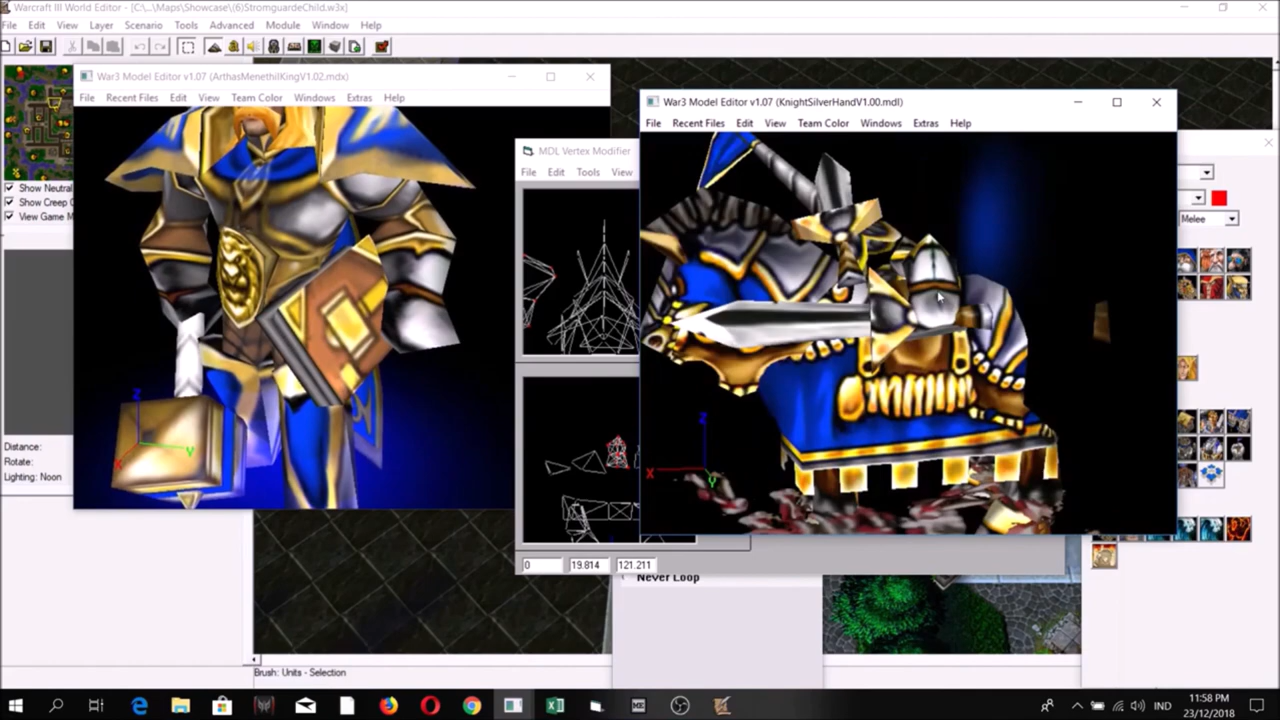 Warcraft III World Editor - [C:\...\Maps\Showcase\(6)StromguardeChild.w3x]
File Edit View Layer Scenario Tools Advanced Module Window Help
War3 Model Editor v1.07 (ArthasMenethilKingV1.02.mdx)
File Recent Files Edit View Team Color Windows Extras Help
War3 Model Editor v1.07 (KnightSilverHandV1.00.mdl)
File Recent Files Edit View Team Color Windows Extras Help
MDL Vertex Modifier
File Edit Tools View
Show Neutral
Show Creep
View Game
Melee
Z
X
Y
Z
X
Y
Distance:
Rotate:
Lighting: Noon
0 19.814 121.211
Never Loop
Brush: Units - Selection
IND
11:58 PM
23/12/2018